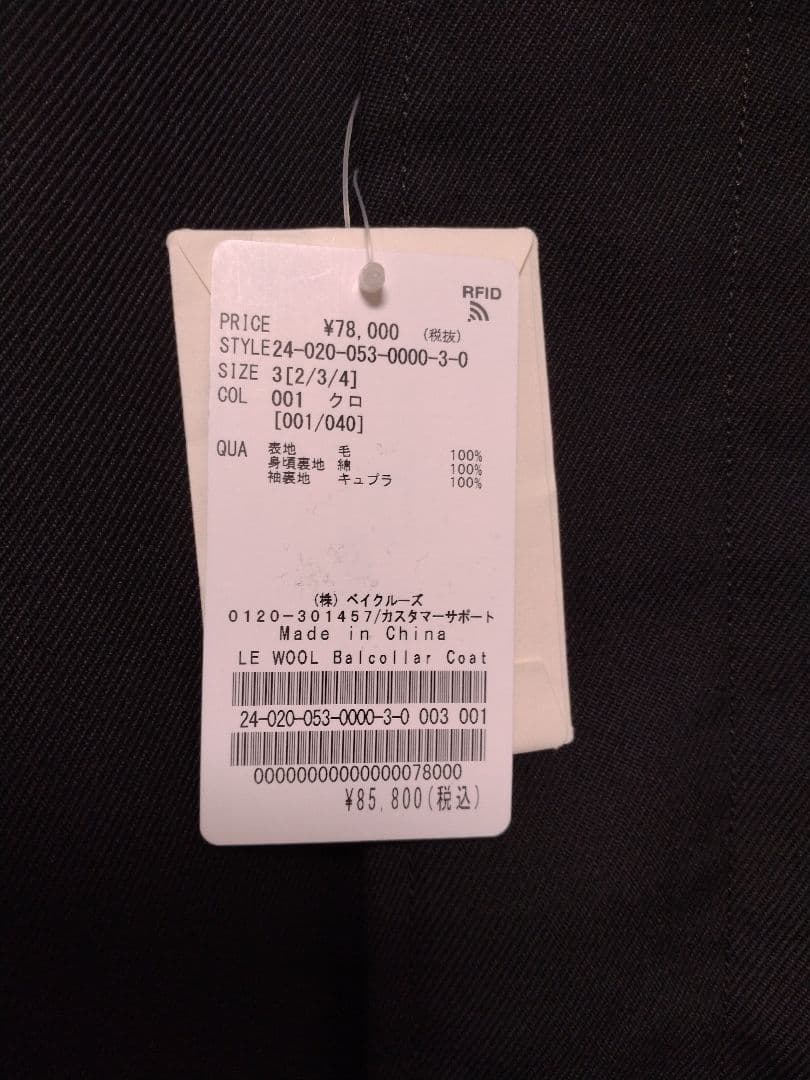 RFID
PRICE ¥78,000 (税抜)
STYLE24-020-053-0000-3-0
SIZE 3[2/3/4]
COL 001 クロ
[001/040]
QUA 表地 毛 100%
身頃裏地 綿 100%
袖裏地 キュプラ 100%
(株) ベイクルーズ
0120-301457/カスタマーサポート
Made in China
LE WOOL Balcollar Coat
24-020-053-0000-3-0 003 001
00000000000000078000
¥85,800(税込)